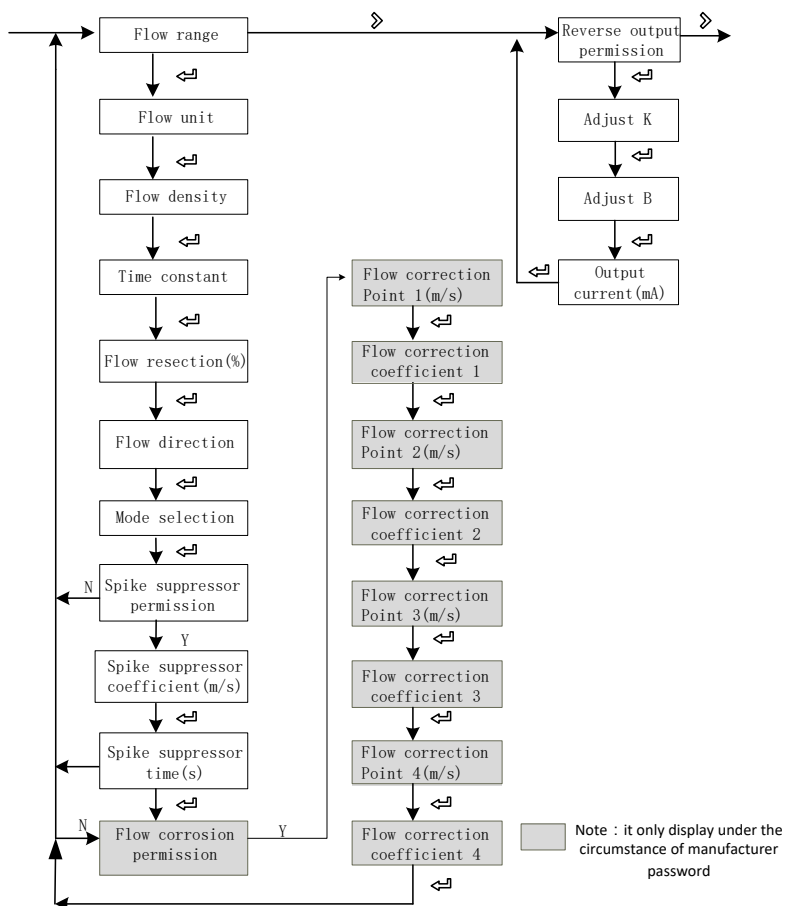 Flow range
Flow unit
Flow density
Time constant
Flow resection(%)
Flow direction
Mode selection
N
Spike suppressor
permission
Y
Spike suppressor
coefficient(m/s)
Spike suppressor
time(s)
N
Flow corrosion
permission
Y
Flow correction
Point 1(m/s)
Flow correction
coefficient 1
Flow correction
Point 2(m/s)
Flow correction
coefficient 2
Flow correction
Point 3(m/s)
Flow correction
coefficient 3
Flow correction
Point 4(m/s)
Flow correction
coefficient 4
Reverse output
permission
Adjust K
Adjust B
Output
current(mA)
Note：it only display under the
circumstance of manufacturer
password